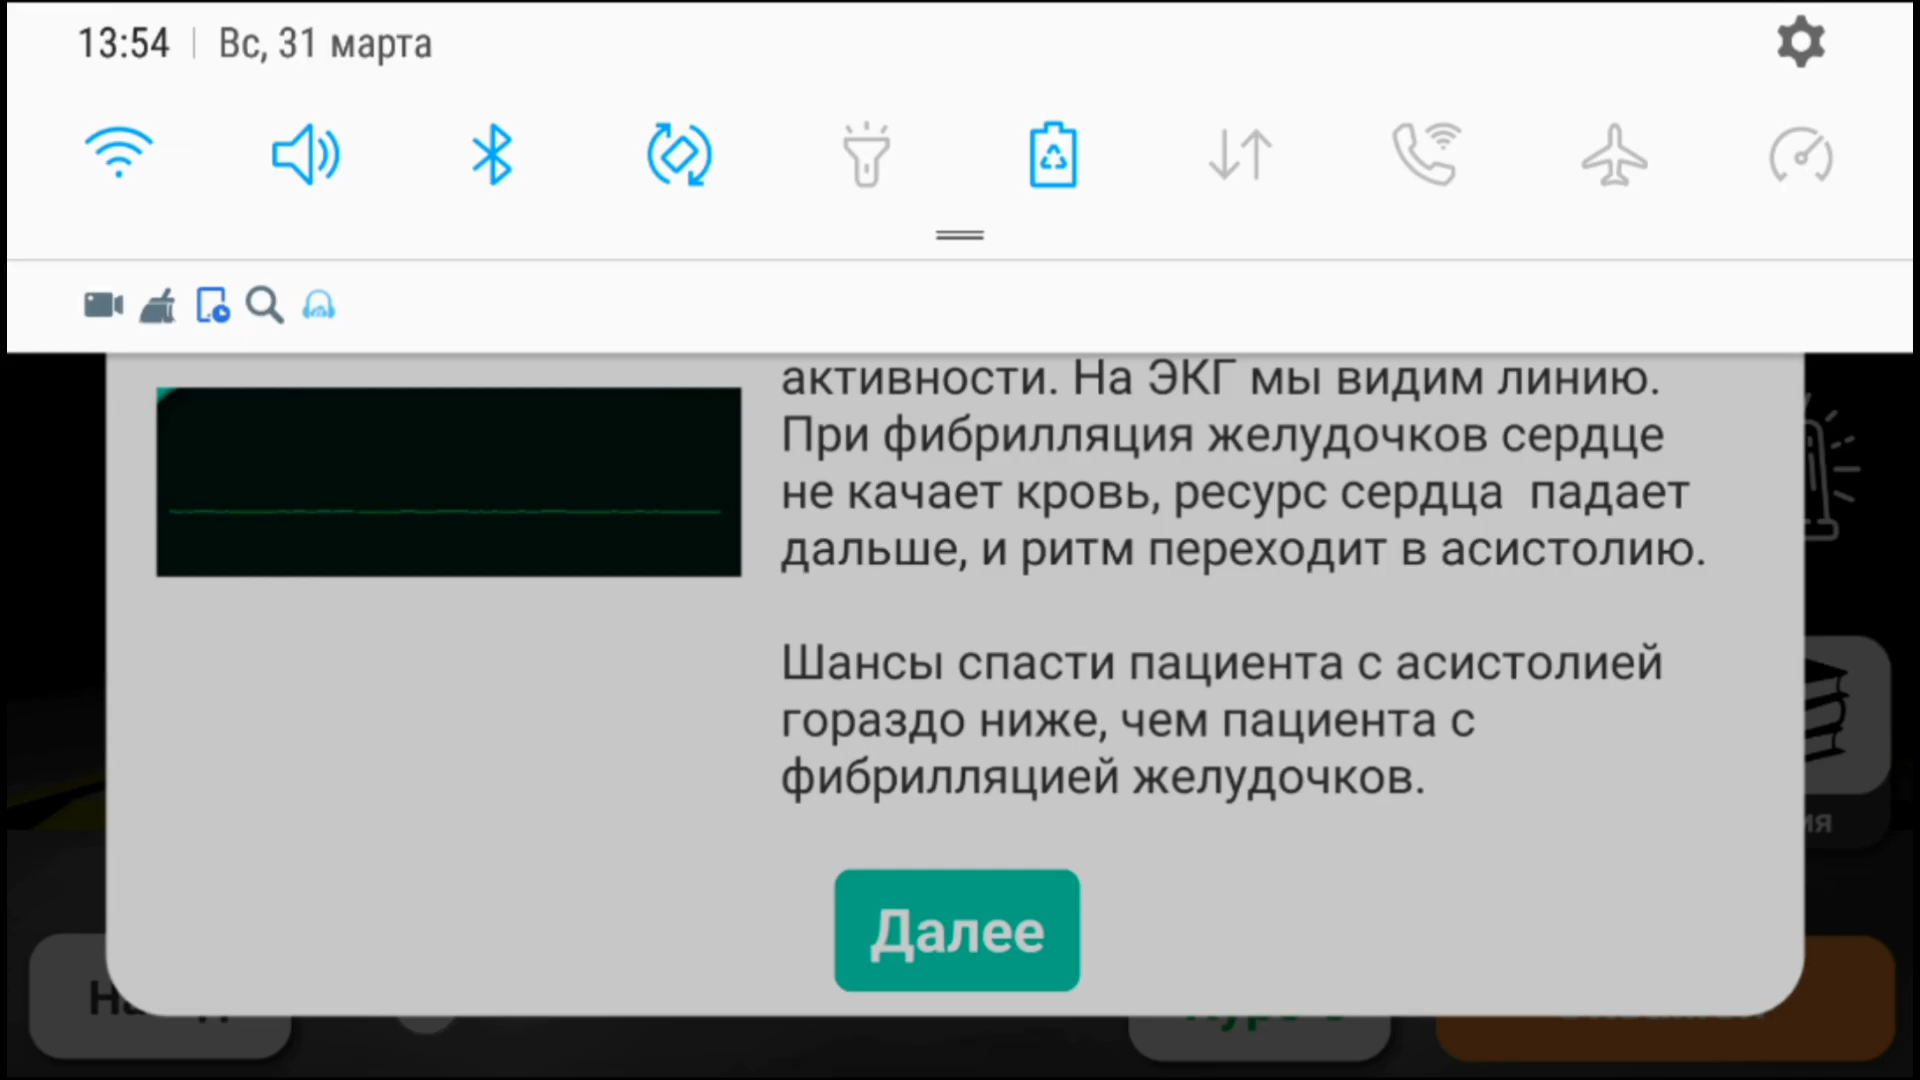 13:54 | Вс, 31 марта
активности. На ЭКГ мы видим линию.
При фибрилляция желудочков сердце
не качает кровь, ресурс сердца падает
дальше, и ритм переходит в асистолию.
Шансы спасти пациента с асистолией
гораздо ниже, чем пациента с
фибрилляцией желудочков.
Далее